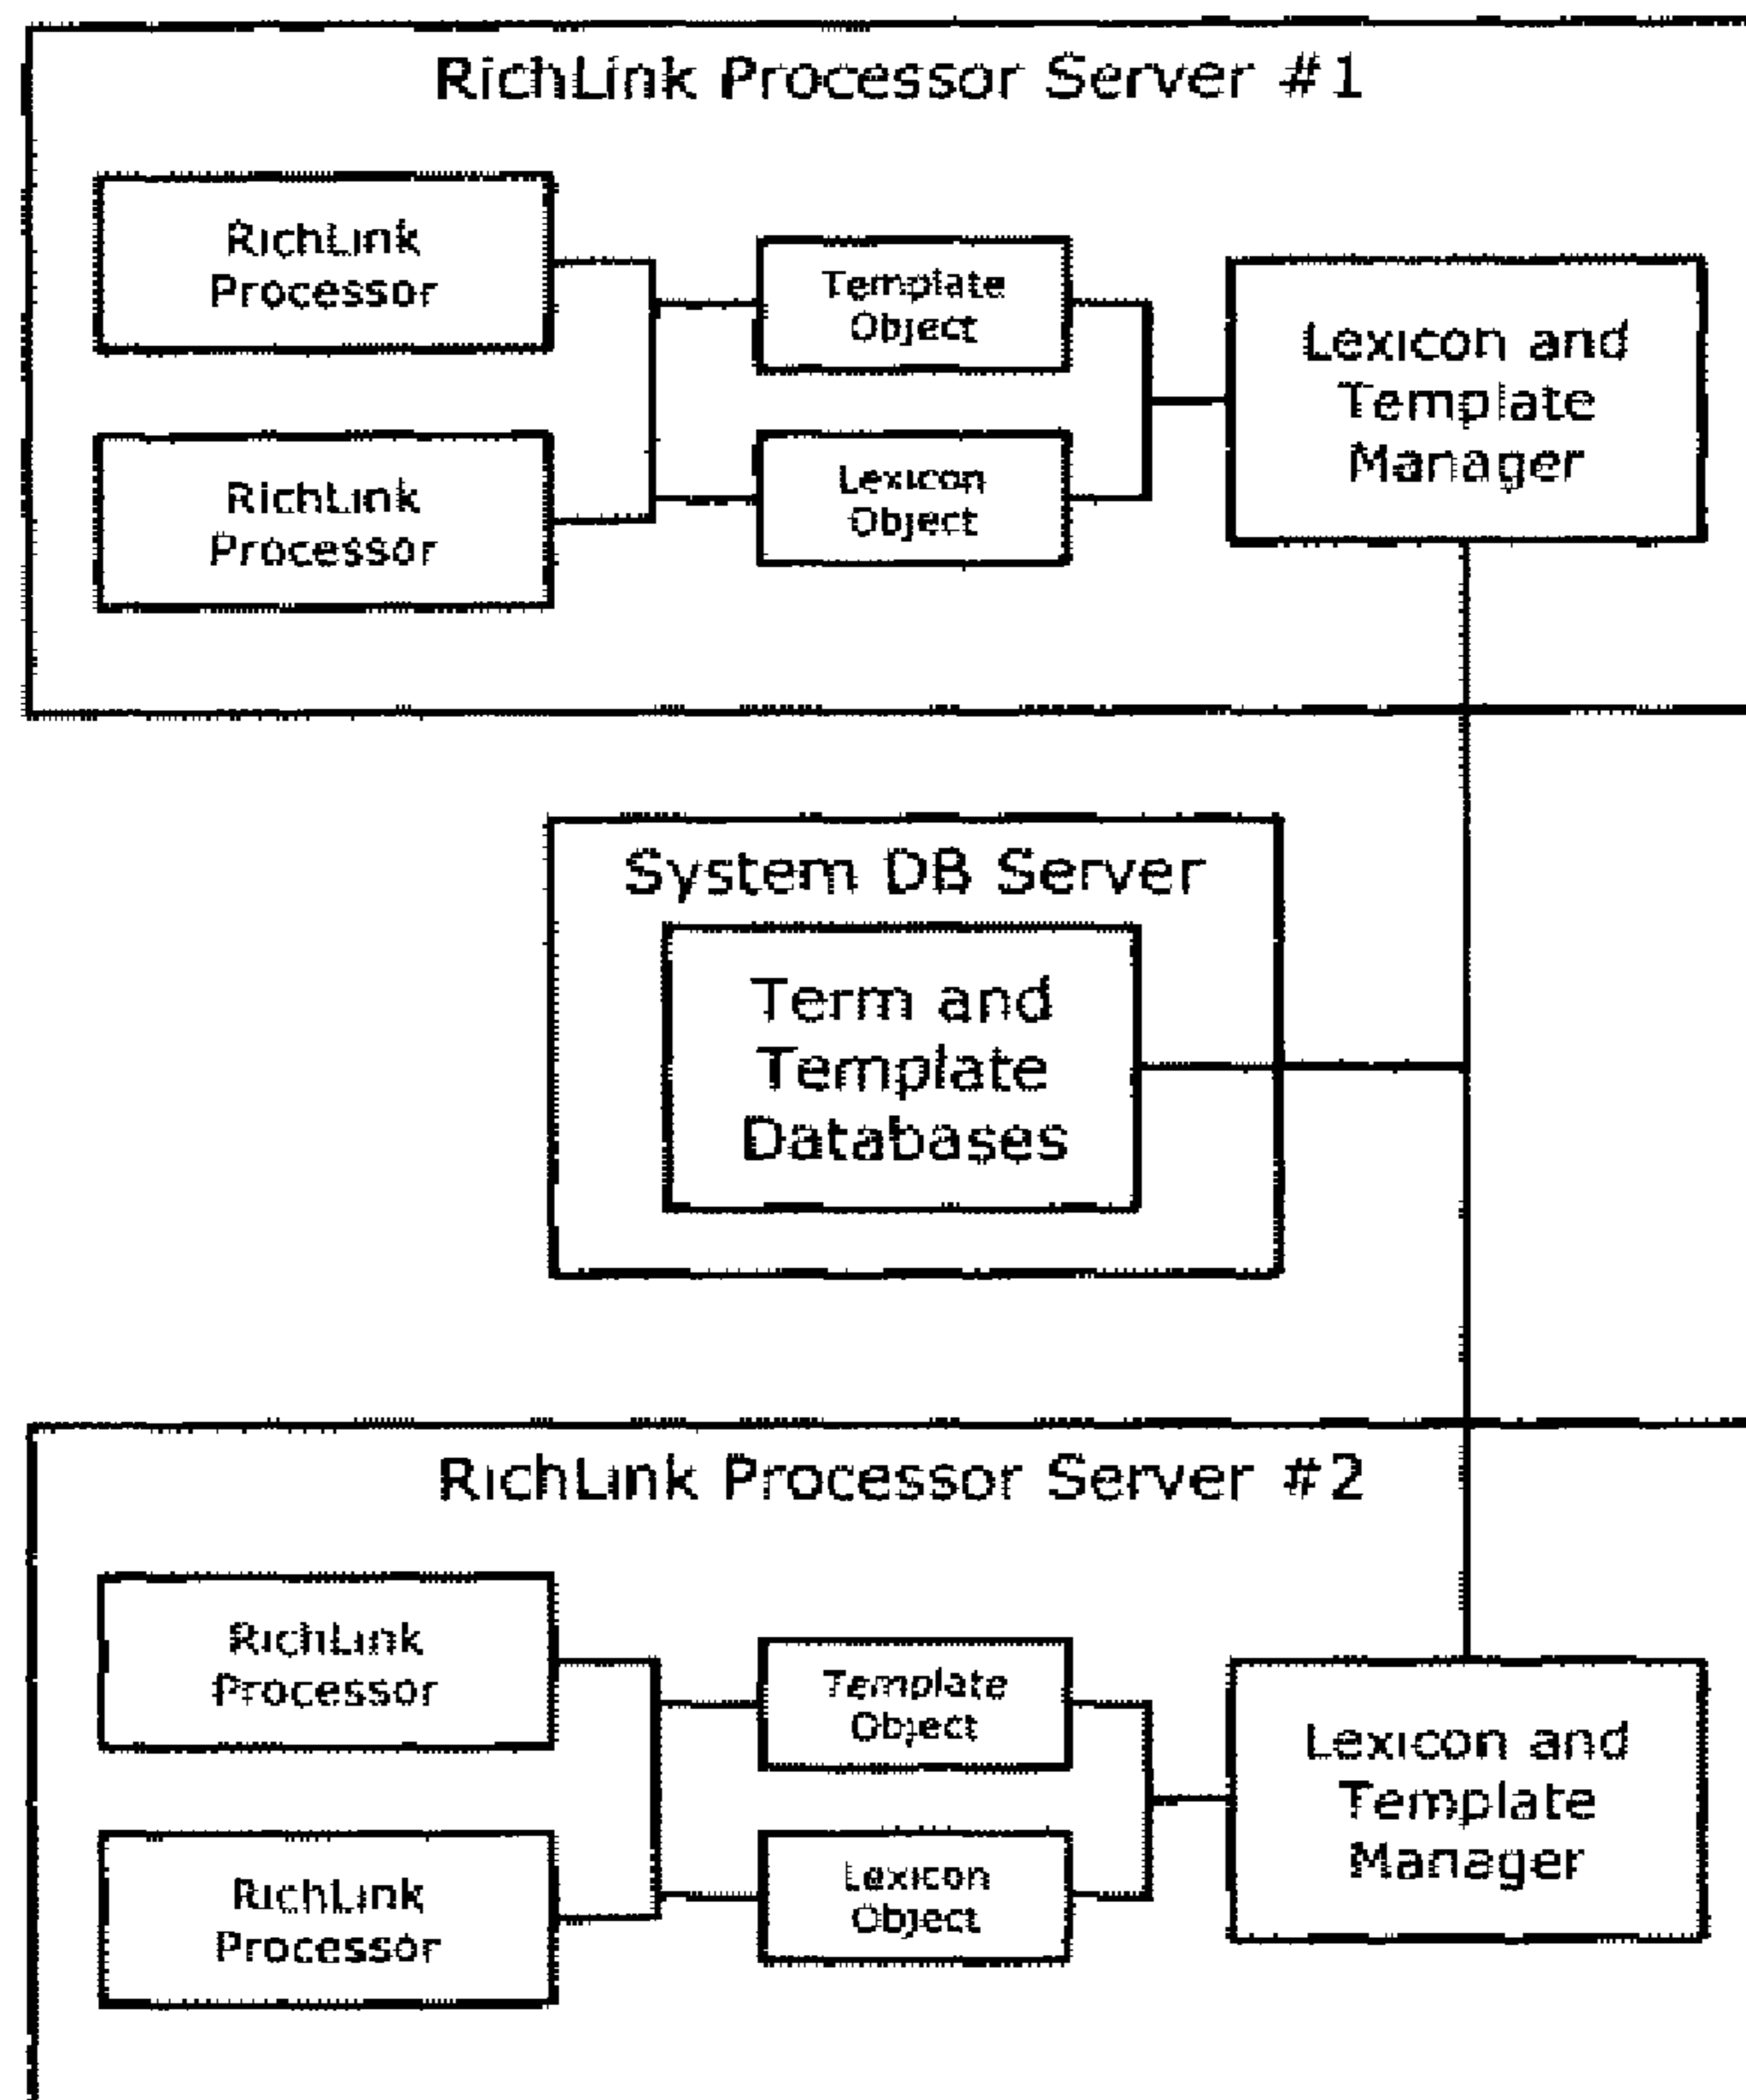 RichLink Processor Server #1
RichLink
Processor
Template
Object
Lexicon and
Template
Manager
RichLink
Processor
Lexicon
Object
System DB Server
Term and
Template
Databases
RichLink Processor Server #2
RichLink
Processor
Template
Object
Lexicon and
Template
Manager
RichLink
Processor
Lexicon
Object